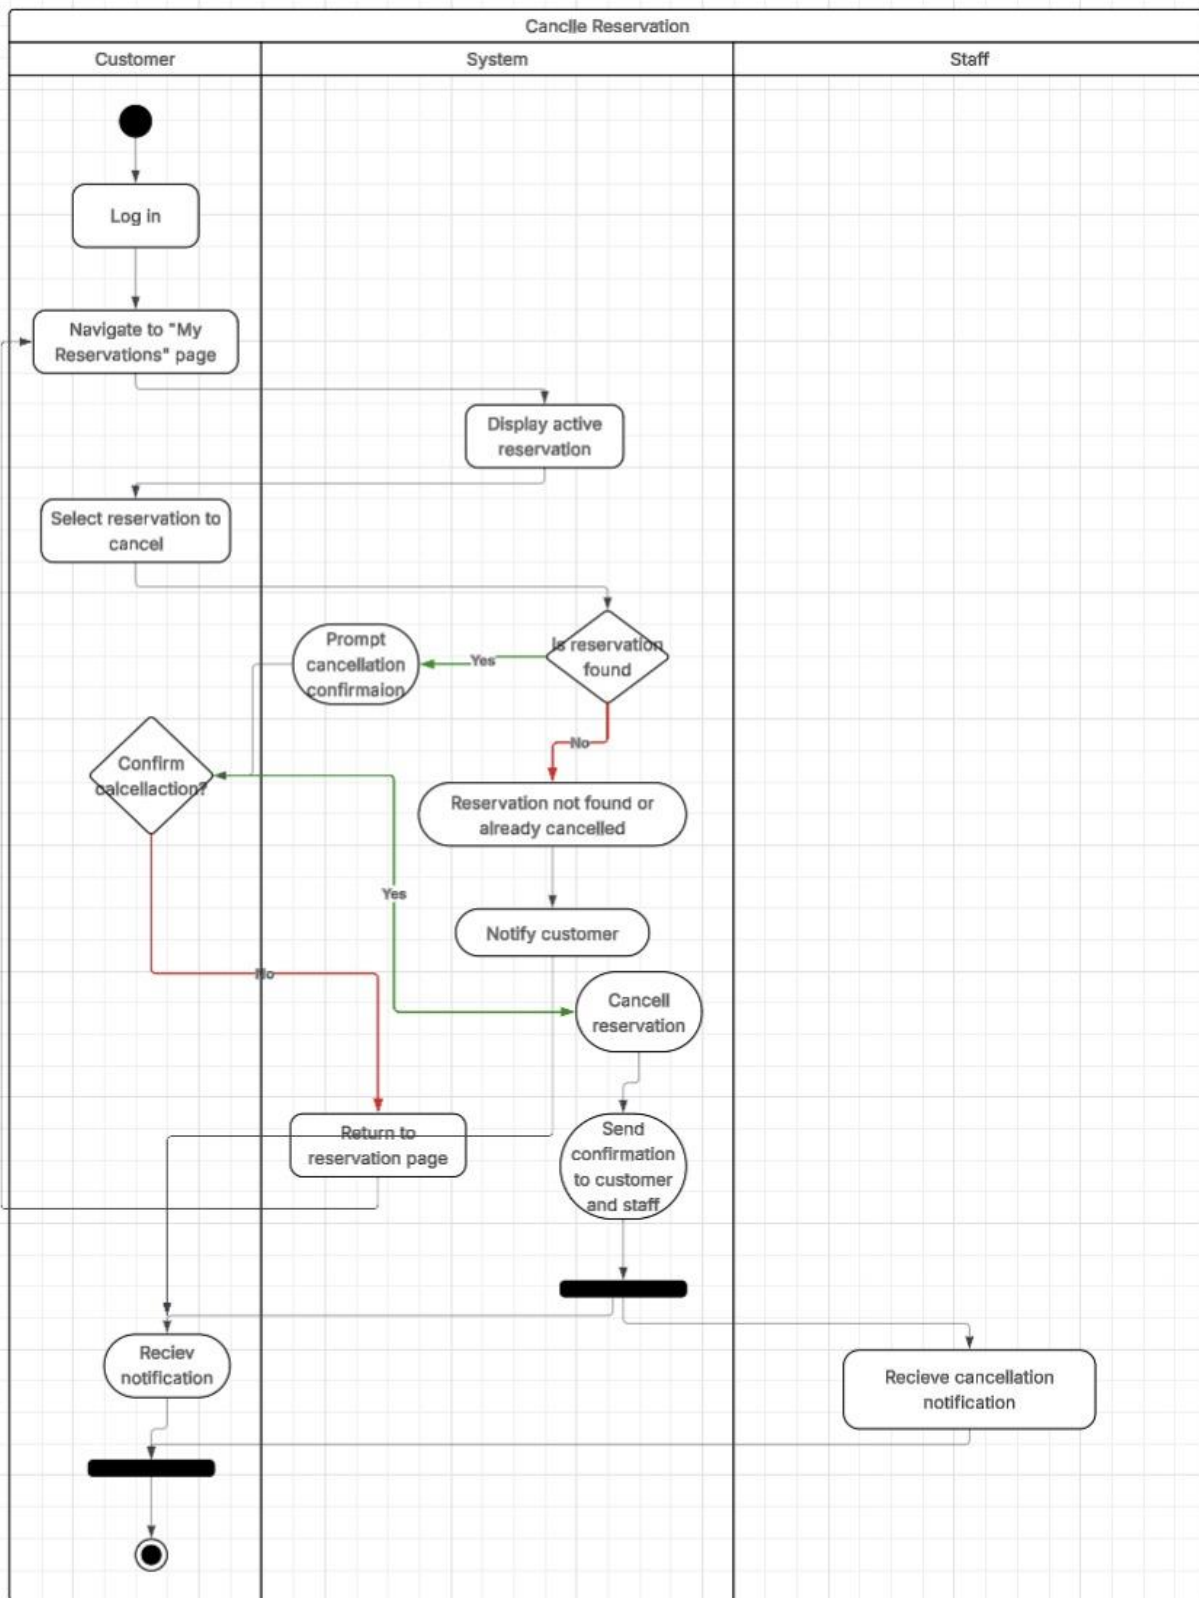 Canclle Reservation
Customer
System
Staff
Log in
Navigate to "My
Reservations" page
Display active
reservation
Select reservation to
cancel
Is reservation
found
Yes
Prompt
cancellation
confirmaion
No
Confirm
calcellaction?
Reservation not found or
already cancelled
Yes
Notify customer
No
Cancell
reservation
Return to
reservation page
Send
confirmation
to customer
and staff
Reciev
notification
Recieve cancellation
notification